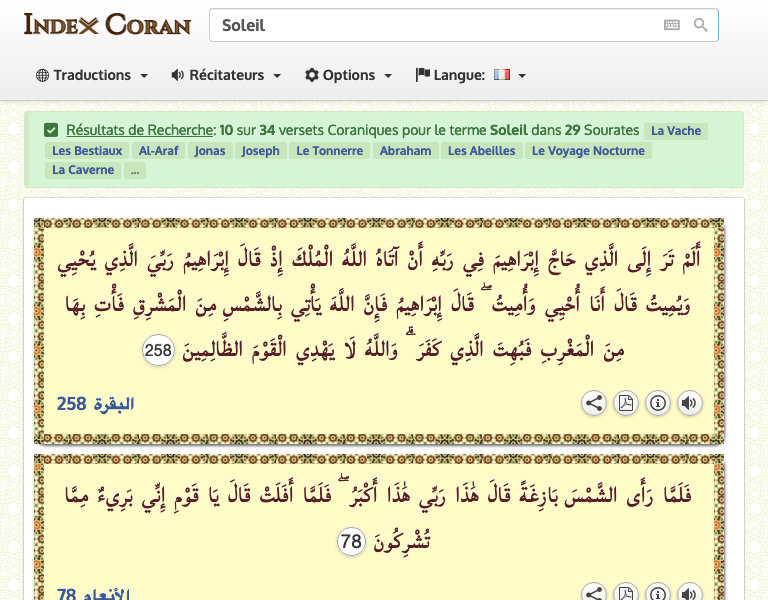 INDEX CORAN
Soleil
Traductions
Récitateurs
Options
Langue:
Résultats de Recherche: 10 sur 34 versets Coraniques pour le terme Soleil dans 29 Sourates La Vache
Les Bestiaux Al-Araf Jonas Joseph Le Tonnerre Abraham Les Abeilles Le Voyage Nocturne
La Caverne ...
أَلَمْ تَرَ إِلَى الَّذِي حَاجَّ إِبْرَاهِيمَ فِي رَبِّهِ أَنْ آتَاهُ اللَّهُ الْمُلْكَ إِذْ قَالَ إِبْرَاهِيمُ رَبِّيَ الَّذِي يُحْيِي
وَيُمِيتُ قَالَ أَنَا أُحْيِي وَأُمِيتُ ۖ قَالَ إِبْرَاهِيمُ فَإِنَّ اللَّهَ يَأْتِي بِالشَّمْسِ مِنَ الْمَشْرِقِ فَأْتِ بِهَا
مِنَ الْمَغْرِبِ فَبُهِتَ الَّذِي كَفَرَ ۗ وَاللَّهُ لَا يَهْدِي الْقَوْمَ الظَّالِمِينَ 258
البقرة 258
فَلَمَّا رَأَى الشَّمْسَ بَازِغَةً قَالَ هَٰذَا رَبِّي هَٰذَا أَكْبَرُ ۖ فَلَمَّا أَفَلَتْ قَالَ يَا قَوْمِ إِنِّي بَرِيءٌ مِمَّا
تُشْرِكُونَ 78
الأنعام 78